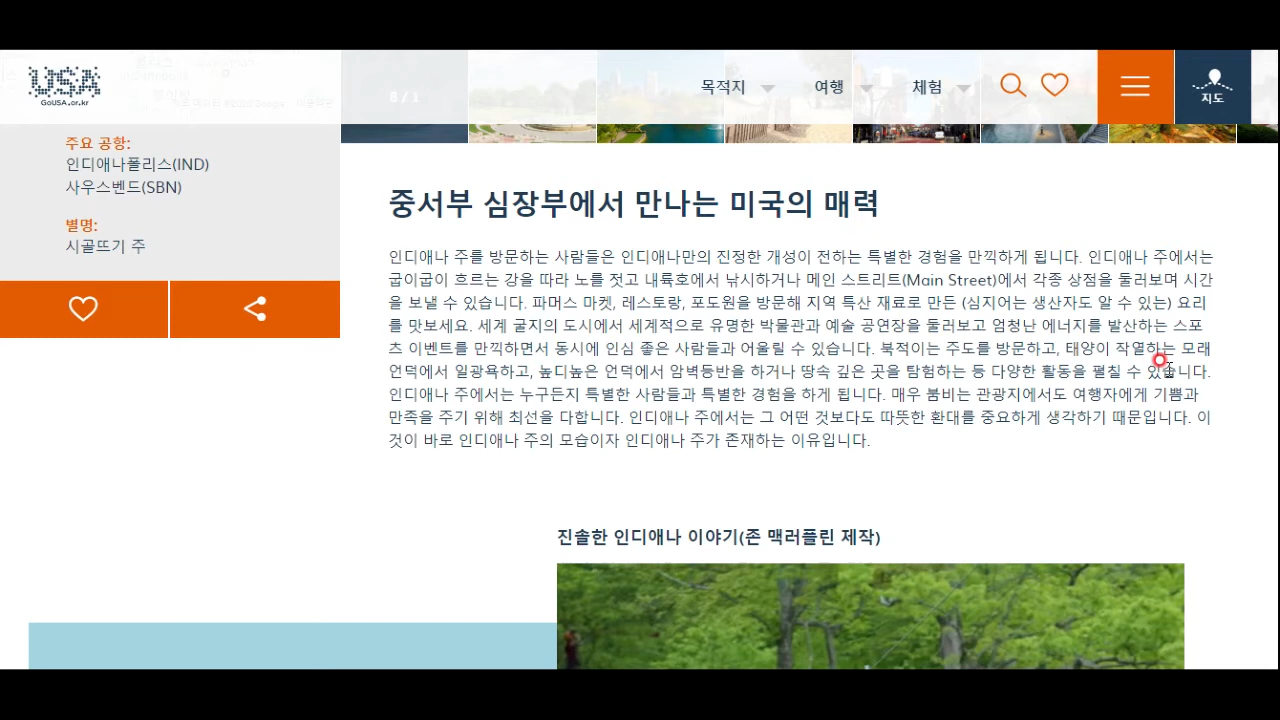 USA
GoUSA.or.kr
8 / 1
목적지
여행
체험
지도
주요 공항:
인디애나폴리스(IND)
사우스벤드(SBN)
별명:
시골뜨기 주
중서부 심장부에서 만나는 미국의 매력
인디애나 주를 방문하는 사람들은 인디애나만의 진정한 개성이 전하는 특별한 경험을 만끽하게 됩니다. 인디애나 주에서는
굽이굽이 흐르는 강을 따라 노를 젓고 내륙호에서 낚시하거나 메인 스트리트(Main Street)에서 각종 상점을 둘러보며 시간
을 보낼 수 있습니다. 파머스 마켓, 레스토랑, 포도원을 방문해 지역 특산 재료로 만든 (심지어는 생산자도 알 수 있는) 요리
를 맛보세요. 세계 굴지의 도시에서 세계적으로 유명한 박물관과 예술 공연장을 둘러보고 엄청난 에너지를 발산하는 스포
츠 이벤트를 만끽하면서 동시에 인심 좋은 사람들과 어울릴 수 있습니다. 북적이는 주도를 방문하고, 태양이 작열하는 모래
언덕에서 일광욕하고, 높디높은 언덕에서 암벽등반을 하거나 땅속 깊은 곳을 탐험하는 등 다양한 활동을 펼칠 수 있습니다.
인디애나 주에서는 누구든지 특별한 사람들과 특별한 경험을 하게 됩니다. 매우 붐비는 관광지에서도 여행자에게 기쁨과
만족을 주기 위해 최선을 다합니다. 인디애나 주에서는 그 어떤 것보다도 따뜻한 환대를 중요하게 생각하기 때문입니다. 이
것이 바로 인디애나 주의 모습이자 인디애나 주가 존재하는 이유입니다.
진솔한 인디애나 이야기(존 맥러플린 제작)